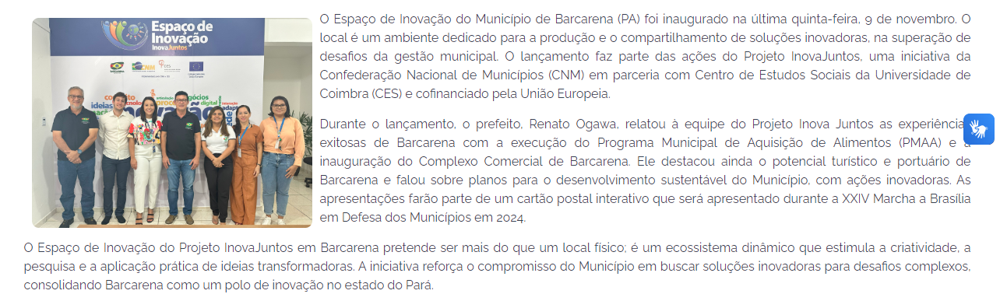 Espaço de
Inovação
InovaJuntos
BARCARENA
CNM
ces
ideias
digital
O Espaço de Inovação do Município de Barcarena (PA) foi inaugurado na última quinta-feira, 9 de novembro. O
local é um ambiente dedicado para a produção e o compartilhamento de soluções inovadoras, na superação de
desafios da gestão municipal. O lançamento faz parte das ações do Projeto InovaJuntos, uma iniciativa da
Confederação Nacional de Municípios (CNM) em parceria com Centro de Estudos Sociais da Universidade de
Coimbra (CES) e cofinanciado pela União Europeia.
Durante o lançamento, o prefeito, Renato Ogawa, relatou à equipe do Projeto Inova Juntos as experiência
exitosas de Barcarena com a execução do Programa Municipal de Aquisição de Alimentos (PMAA) e a
inauguração do Complexo Comercial de Barcarena. Ele destacou ainda o potencial turístico e portuário de
Barcarena e falou sobre planos para o desenvolvimento sustentável do Município, com ações inovadoras. As
apresentações farão parte de um cartão postal interativo que será apresentado durante a XXIV Marcha a Brasília
em Defesa dos Municípios em 2024.
O Espaço de Inovação do Projeto InovaJuntos em Barcarena pretende ser mais do que um local físico; é um ecossistema dinâmico que estimula a criatividade, a
pesquisa e a aplicação prática de ideias transformadoras. A iniciativa reforça o compromisso do Município em buscar soluções inovadoras para desafios complexos,
consolidando Barcarena como um polo de inovação no estado do Pará.